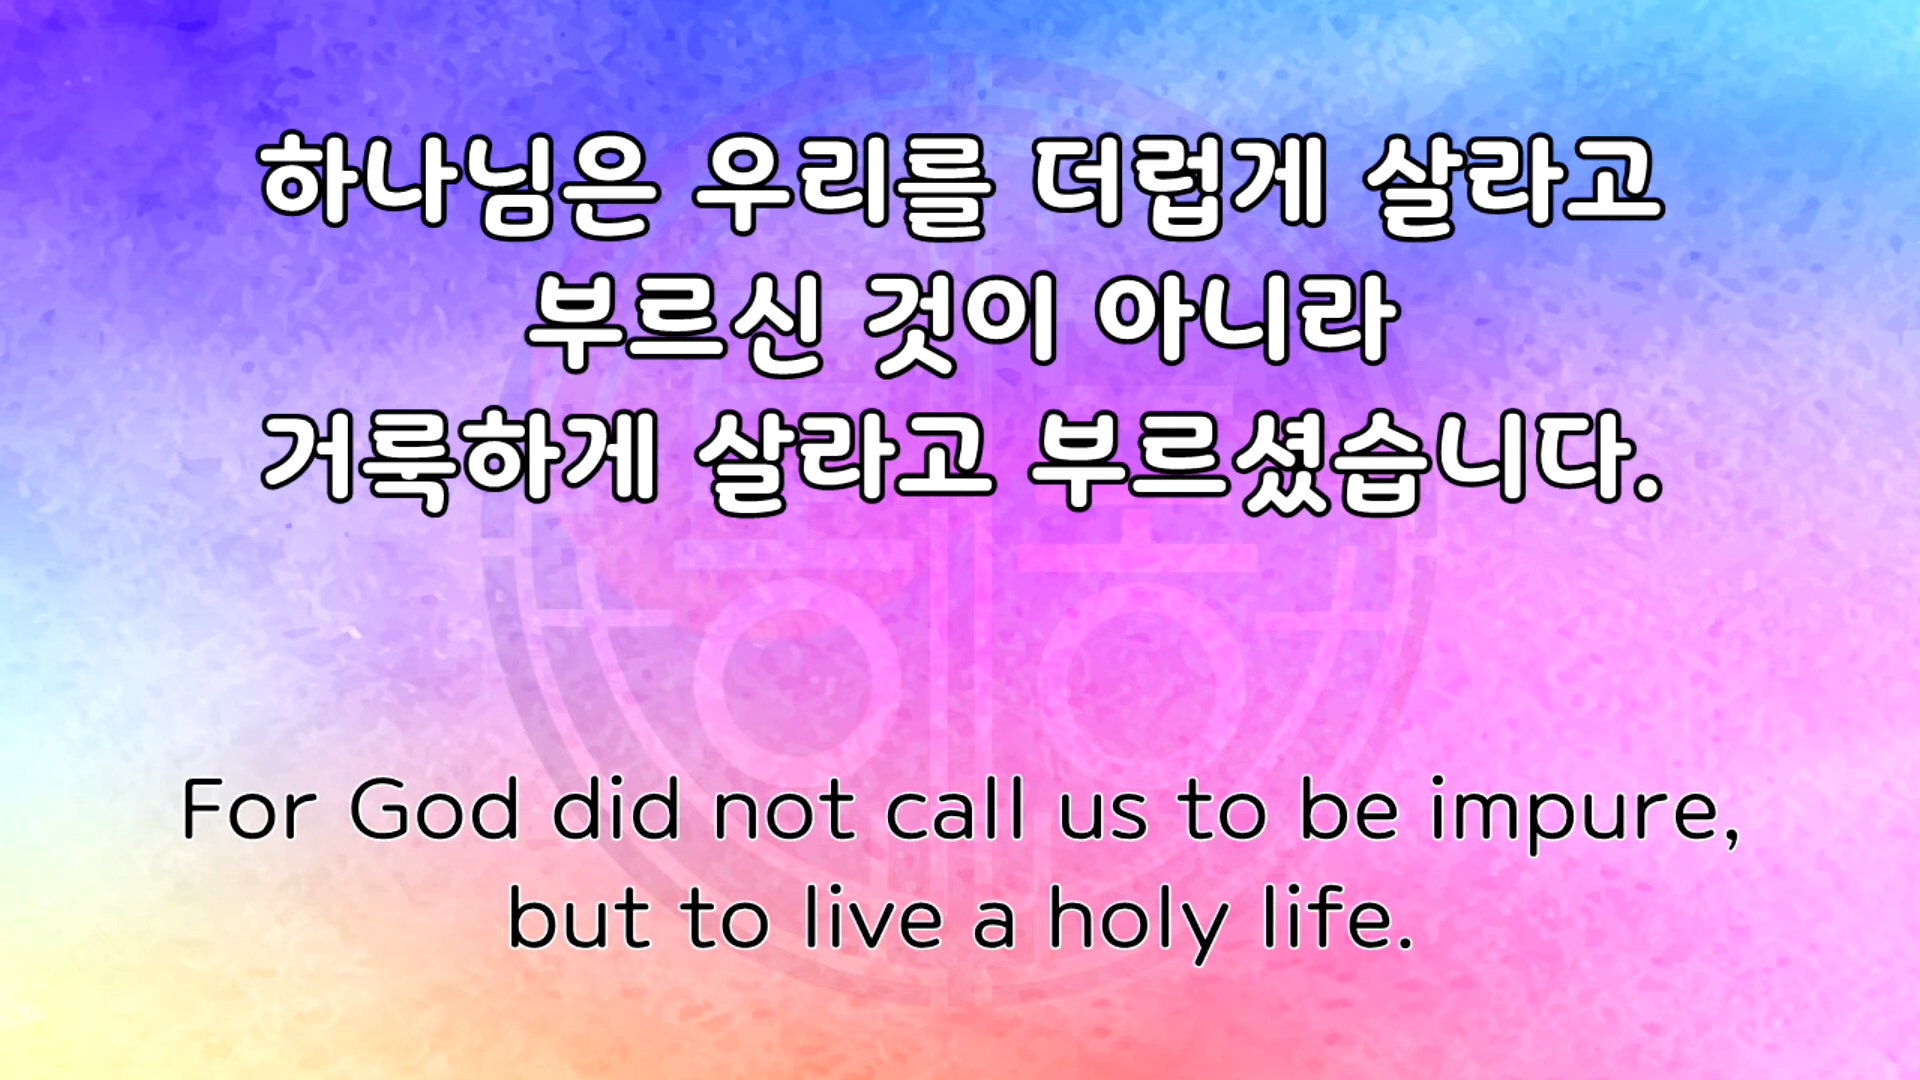 하나님은 우리를 더럽게 살라고
부르신 것이 아니라
거룩하게 살라고 부르셨습니다.
For God did not call us to be impure,
but to live a holy life.